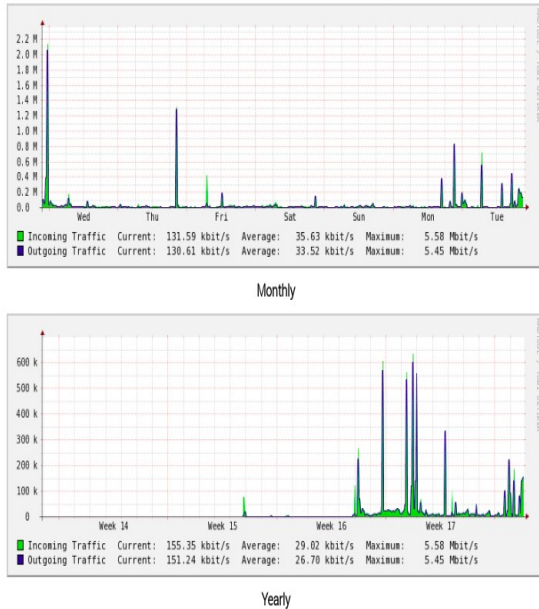 2.2 M
2.0 M
1.8 M
1.6 M
1.4 M
1.2 M
1.0 M
0.8 M
0.6 M
0.4 M
0.2 M
0.0
Wed Thu Fri Sat Sun Mon Tue
Incoming Traffic Current: 131.59 kbit/s Average: 35.63 kbit/s Maximum: 5.58 Mbit/s
Outgoing Traffic Current: 130.61 kbit/s Average: 33.52 kbit/s Maximum: 5.45 Mbit/s
Monthly
600 k
500 k
400 k
300 k
200 k
100 k
0
Week 14 Week 15 Week 16 Week 17
Incoming Traffic Current: 155.35 kbit/s Average: 29.02 kbit/s Maximum: 5.58 Mbit/s
Outgoing Traffic Current: 151.24 kbit/s Average: 26.70 kbit/s Maximum: 5.45 Mbit/s
Yearly